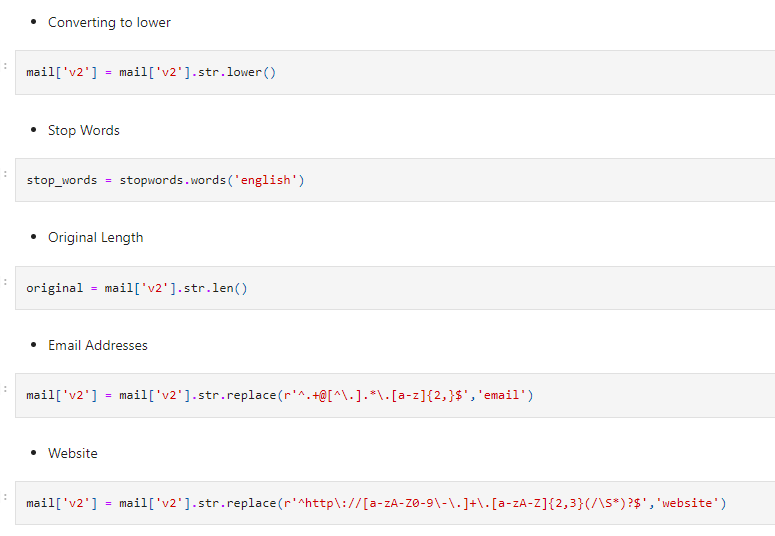 • Converting to lower
: mail['v2'] = mail['v2'].str.lower()
• Stop Words
: stop_words = stopwords.words('english')
• Original Length
: original = mail['v2'].str.len()
• Email Addresses
: mail['v2'] = mail['v2'].str.replace(r'^.+@[^\.].*\.[a-z]{2,}$','email')
• Website
: mail['v2'] = mail['v2'].str.replace(r'^http\://[a-zA-Z0-9\-\.]+\.[a-zA-Z]{2,3}(/\S*)?$','website')